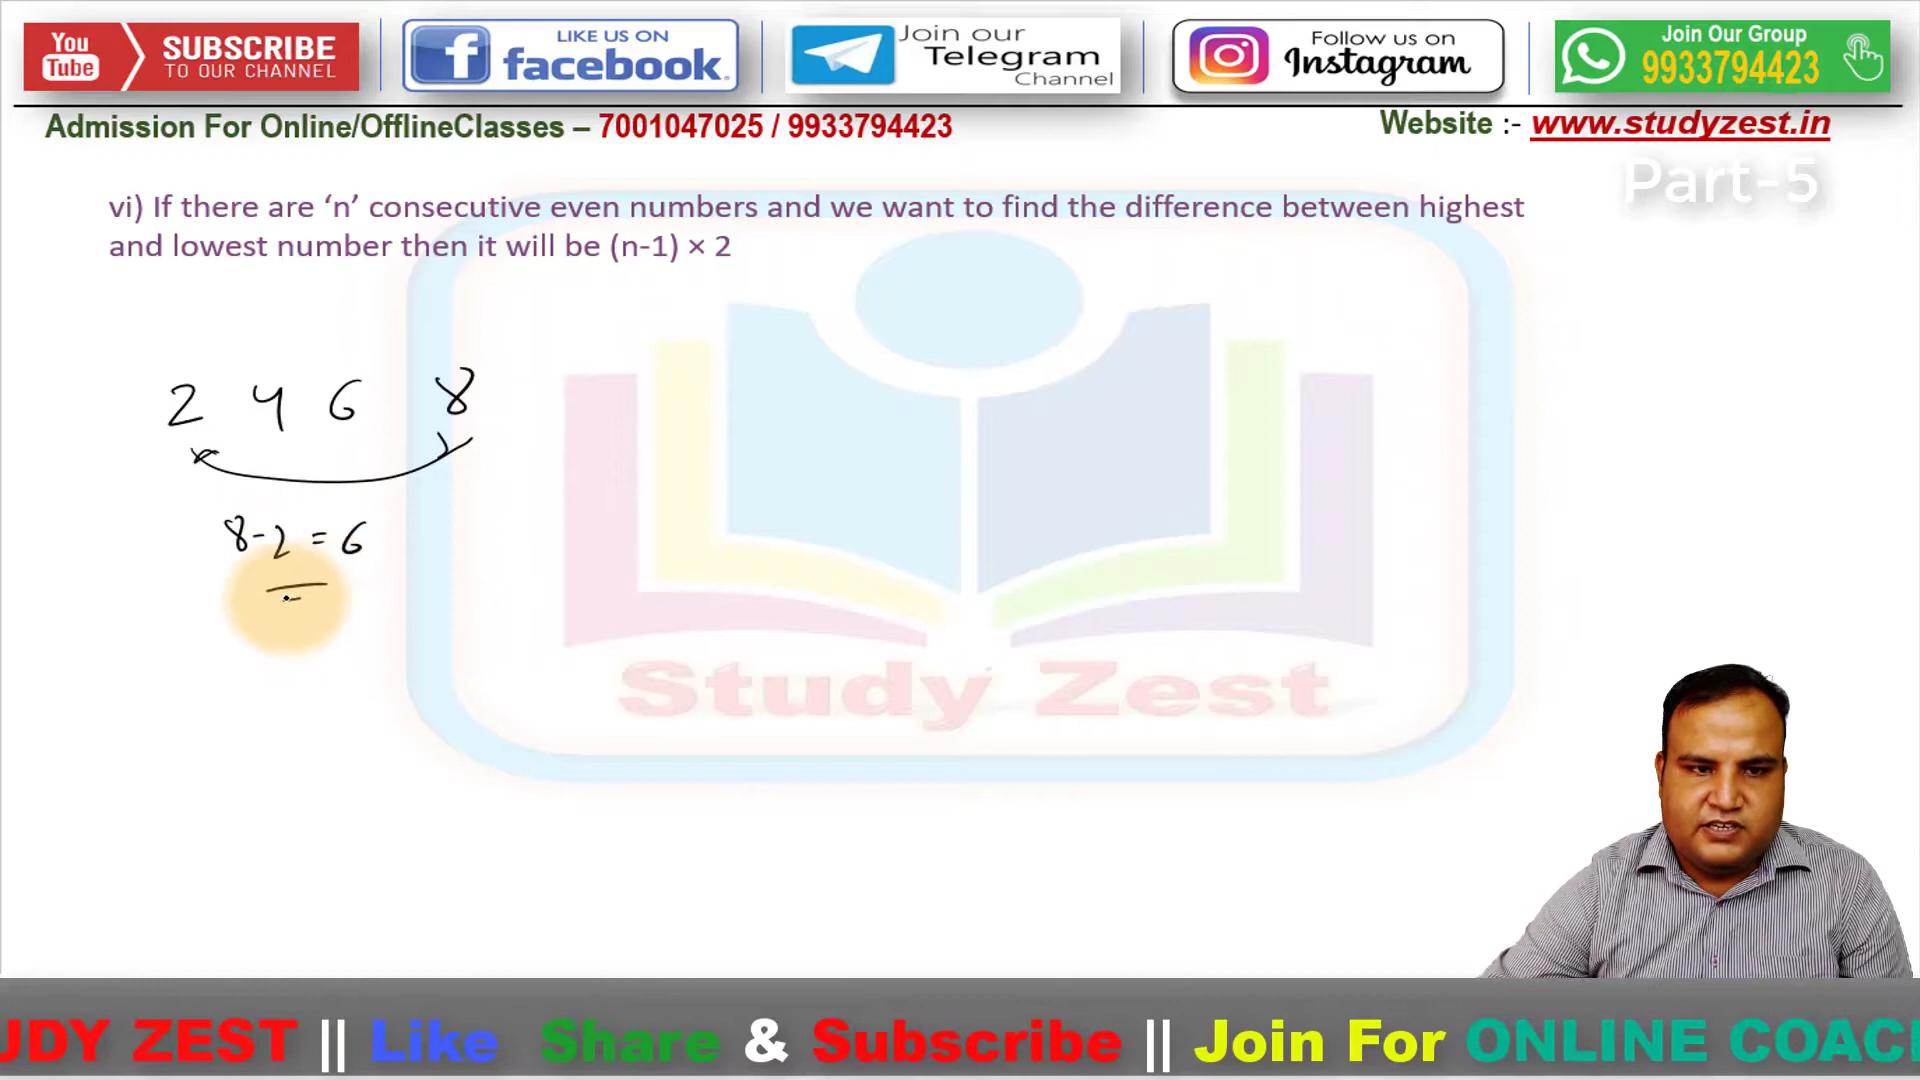 You Tube SUBSCRIBE TO OUR CHANNEL
LIKE US ON facebook.
Join our Telegram Channel
Follow us on Instagram
Join Our Group 9933794423
Admission For Online/OfflineClasses – 7001047025 / 9933794423
Website :- www.studyzest.in
Part-5
vi) If there are ‘n’ consecutive even numbers and we want to find the difference between highest
and lowest number then it will be (n-1) × 2
2 4 6 8
8-2 = 6
Study Zest
UDY ZEST || Like Share & Subscribe || Join For ONLINE COAC